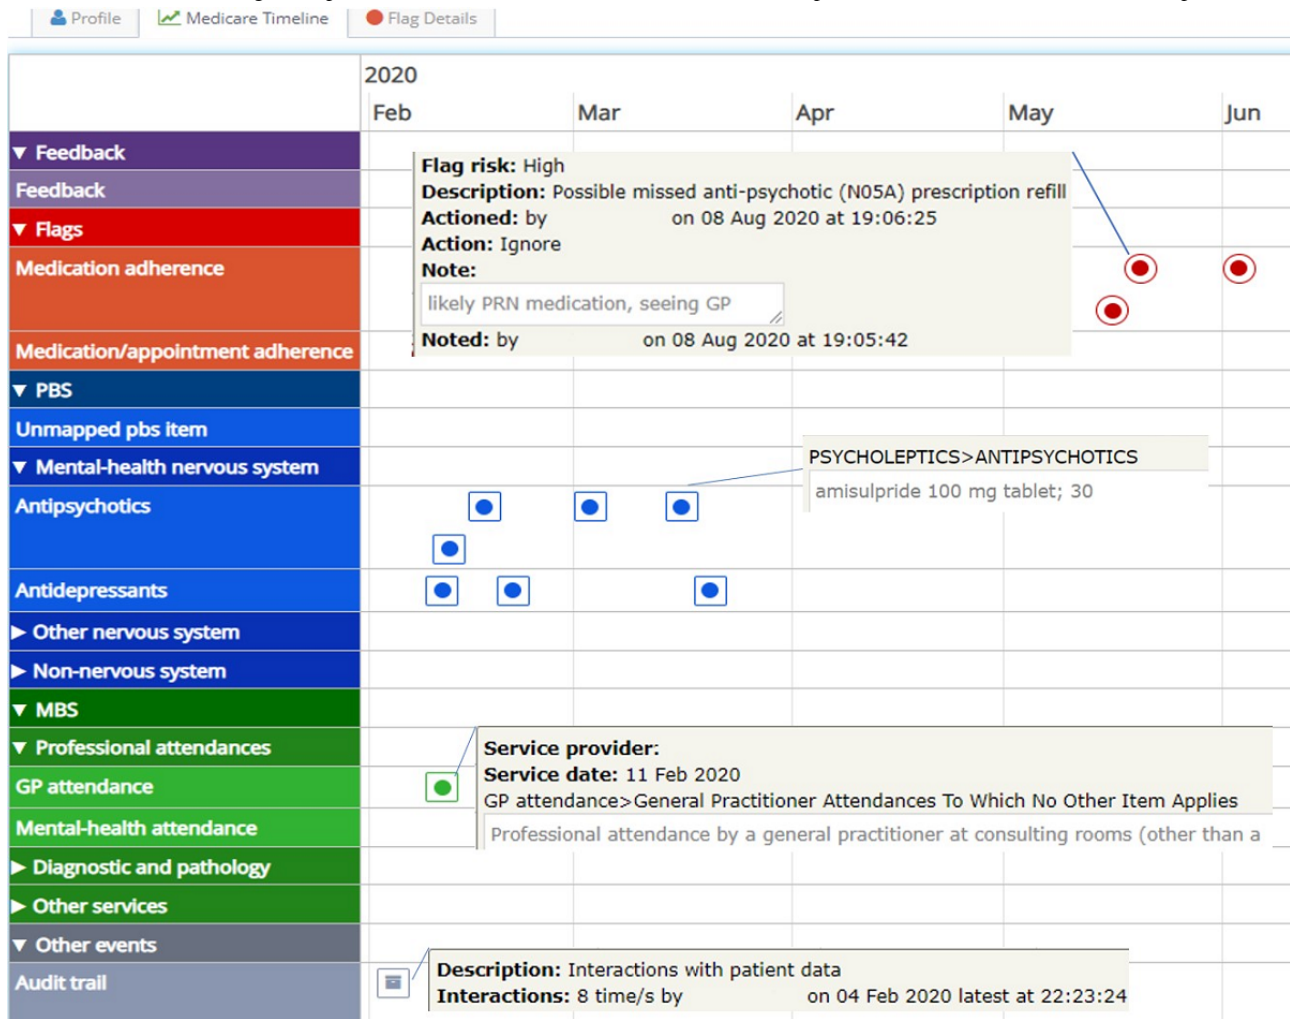 Profile
Medicare Timeline
Flag Details
2020
Feb
Mar
Apr
May
Jun
▼ Feedback
Feedback
▼ Flags
Medication adherence
Medication/appointment adherence
Flag risk: High
Description: Possible missed anti-psychotic (N05A) prescription refill
Actioned: by on 08 Aug 2020 at 19:06:25
Action: Ignore
Note:
likely PRN medication, seeing GP
Noted: by on 08 Aug 2020 at 19:05:42
▼ PBS
Unmapped pbs item
▼ Mental-health nervous system
Antipsychotics
PSYCHOLEPTICS>ANTIPSYCHOTICS
amisulpride 100 mg tablet; 30
Antidepressants
▶ Other nervous system
▶ Non-nervous system
▼ MBS
▼ Professional attendances
GP attendance
Mental-health attendance
Service provider:
Service date: 11 Feb 2020
GP attendance>General Practitioner Attendances To Which No Other Item Applies
Professional attendance by a general practitioner at consulting rooms (other than a
▶ Diagnostic and pathology
▶ Other services
▼ Other events
Audit trail
Description: Interactions with patient data
Interactions: 8 time/s by on 04 Feb 2020 latest at 22:23:24